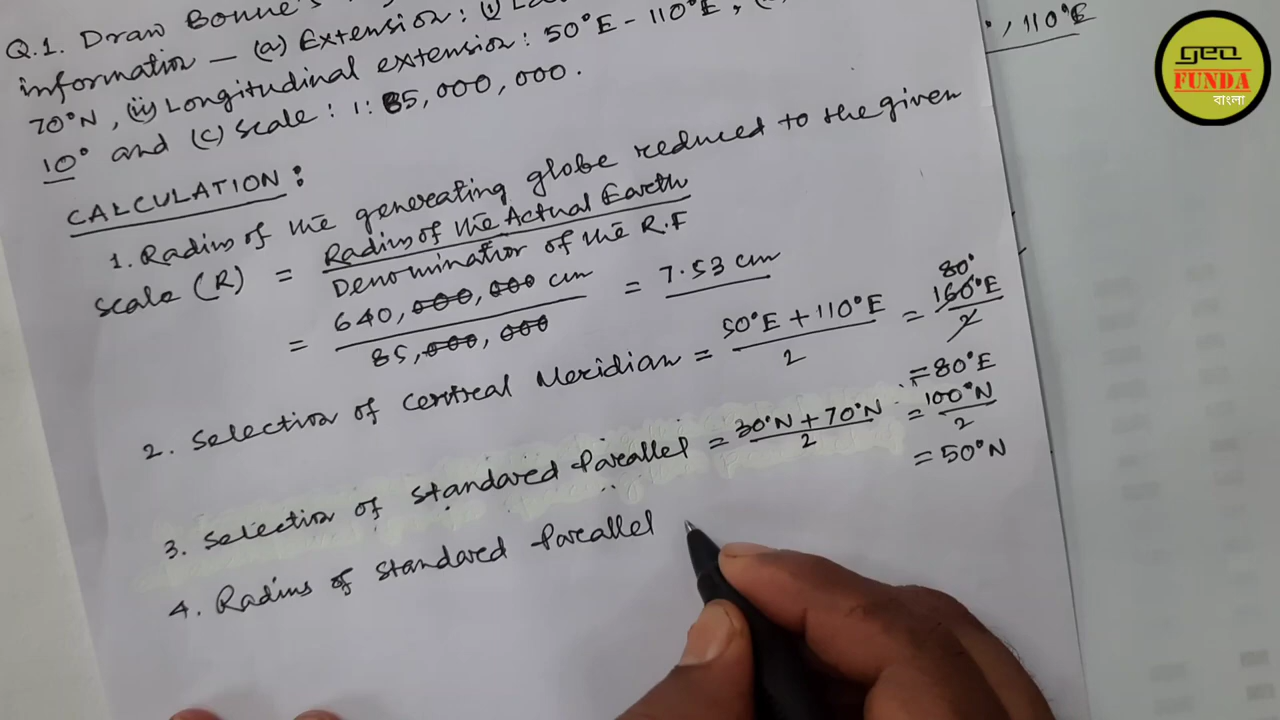 Q.1. Draw Bonne's
information — (a) Extension: (i)
70°N, (ii) Longitudinal extension: 50°E - 110°E,
10° and (c) Scale: 1: 85,000,000.
°, 110°E
CALCULATION:
1. Radius of the generating globe reduced to the given
Scale (R) = Radius of the Actual Earth
Denominator of the R.F
= 640,000,000 cm = 7.53 cm
85,000,000
2. Selection of Central Meridian = 50°E + 110°E = 160°E 80°
2 2
= 80°E
3. Selection of Standard Parallel = 30°N + 70°N = 100°N
2 2
= 50°N
4. Radius of Standard Parallel
GEO
FUNDA
বাংলা